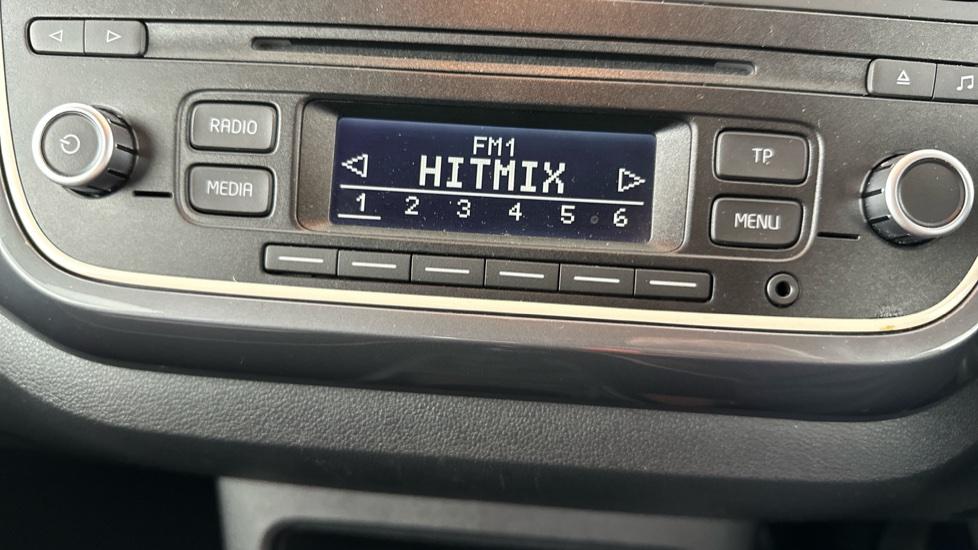 RADIO
MEDIA
FM1
HITMIX
1 2 3 4 5 6
TP
MENU